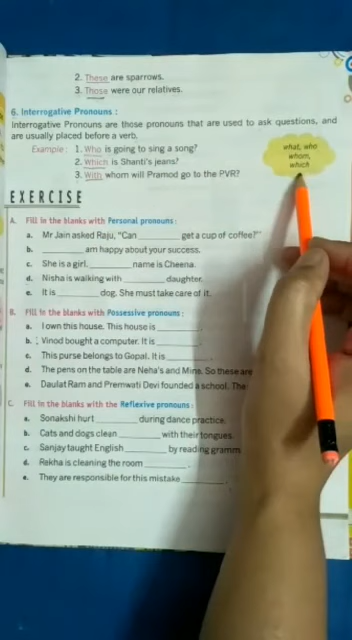 2. These are sparrows.
3. Those were our relatives.
6. Interrogative Pronouns :
Interrogative Pronouns are those pronouns that are used to ask questions, and
are usually placed before a verb.
Example : 1. Who is going to sing a song?
2. Which is Shanti's jeans?
3. With whom will Pramod go to the PVR?
what, who
whom,
which
EXERCISE
A. Fill in the blanks with Personal pronouns :
a. Mr Jain asked Raju, "Can ________ get a cup of coffee?"
b. ________ am happy about your success.
c. She is a girl. ________ name is Cheena.
d. Nisha is walking with ________ daughter.
e. It is ________ dog. She must take care of it.
B. Fill in the blanks with Possessive pronouns :
a. I own this house. This house is ________.
b. Vinod bought a computer. It is ________.
c. This purse belongs to Gopal. It is ________.
d. The pens on the table are Neha's and Mine. So these are
e. Daulat Ram and Premwati Devi founded a school. The
C. Fill in the blanks with the Reflexive pronouns :
a. Sonakshi hurt ________ during dance practice.
b. Cats and dogs clean ________ with their tongues.
c. Sanjay taught English ________ by reading gramm
d. Rekha is cleaning the room ________.
e. They are responsible for this mistake ________.